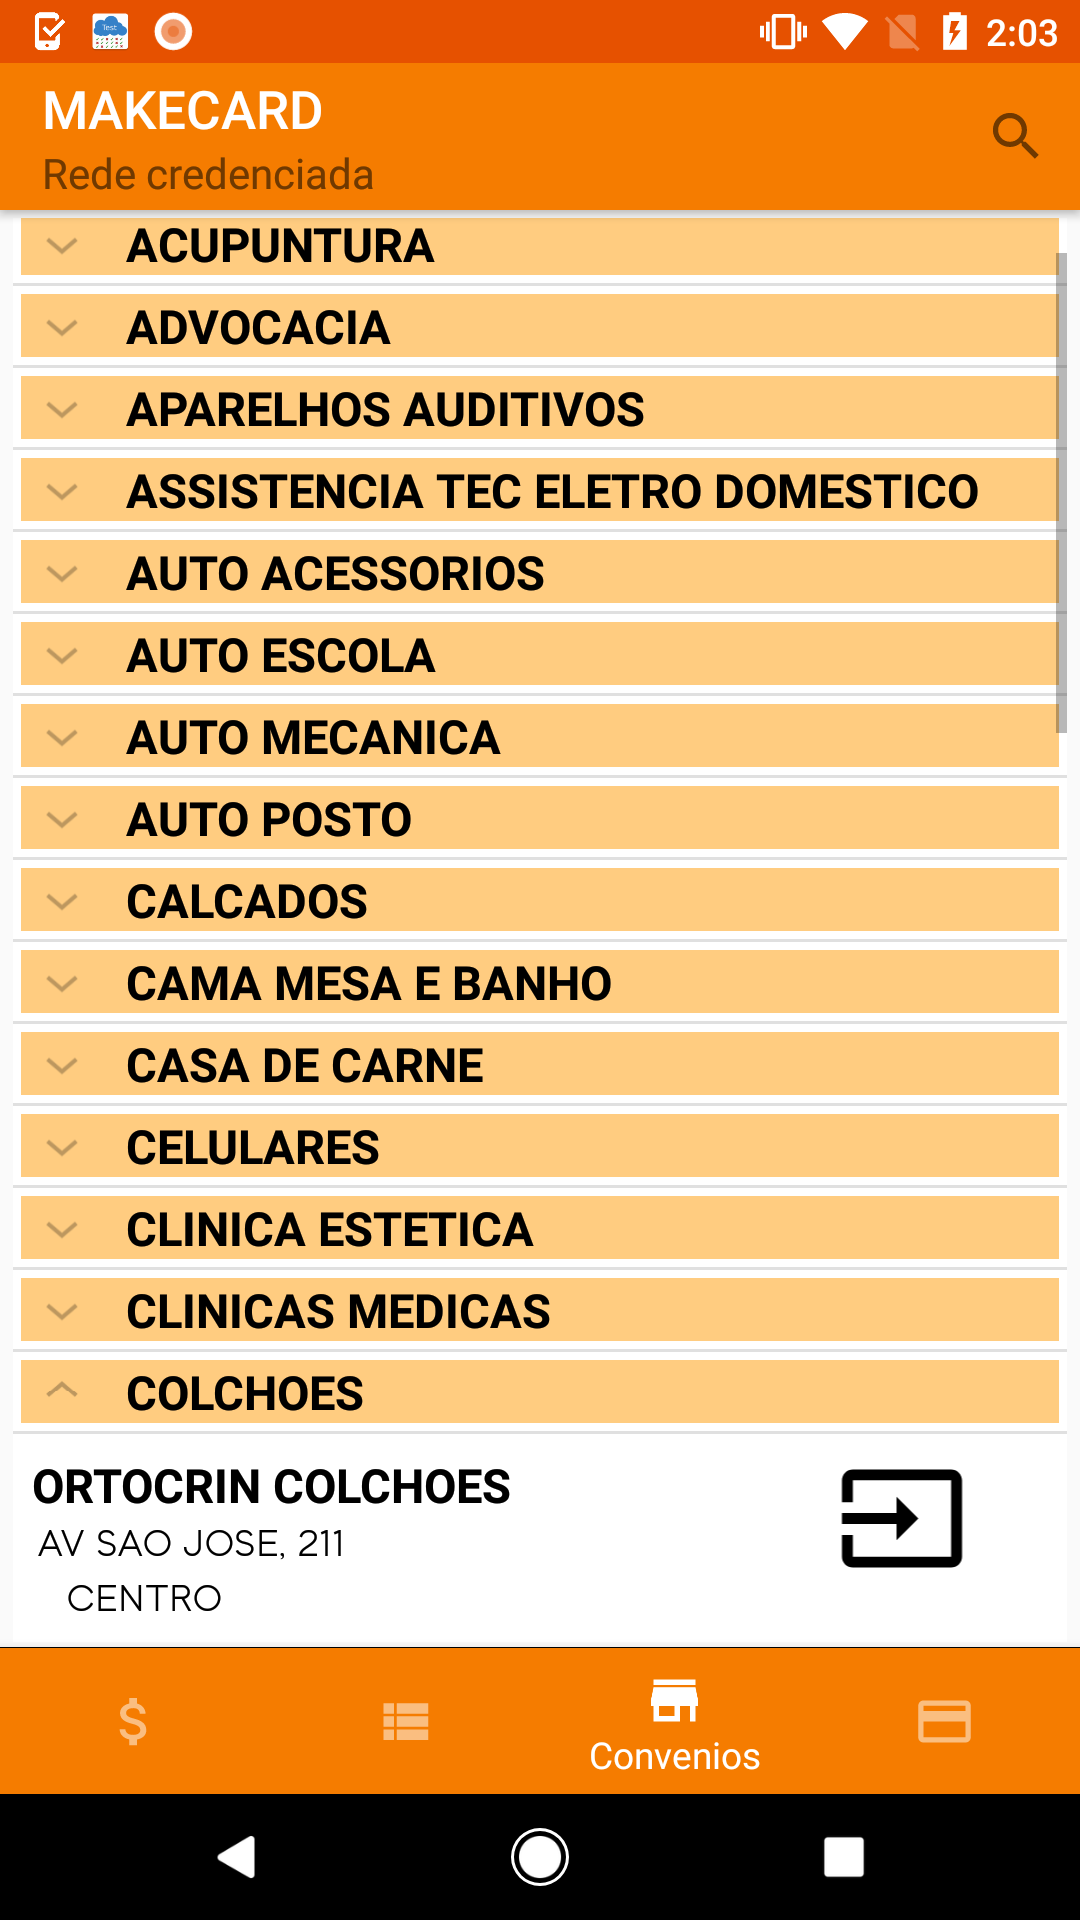 Test
2:03
MAKECARD
Rede credenciada
ACUPUNTURA
ADVOCACIA
APARELHOS AUDITIVOS
ASSISTENCIA TEC ELETRO DOMESTICO
AUTO ACESSORIOS
AUTO ESCOLA
AUTO MECANICA
AUTO POSTO
CALCADOS
CAMA MESA E BANHO
CASA DE CARNE
CELULARES
CLINICA ESTETICA
CLINICAS MEDICAS
COLCHOES
ORTOCRIN COLCHOES
AV SAO JOSE, 211
CENTRO
Convenios